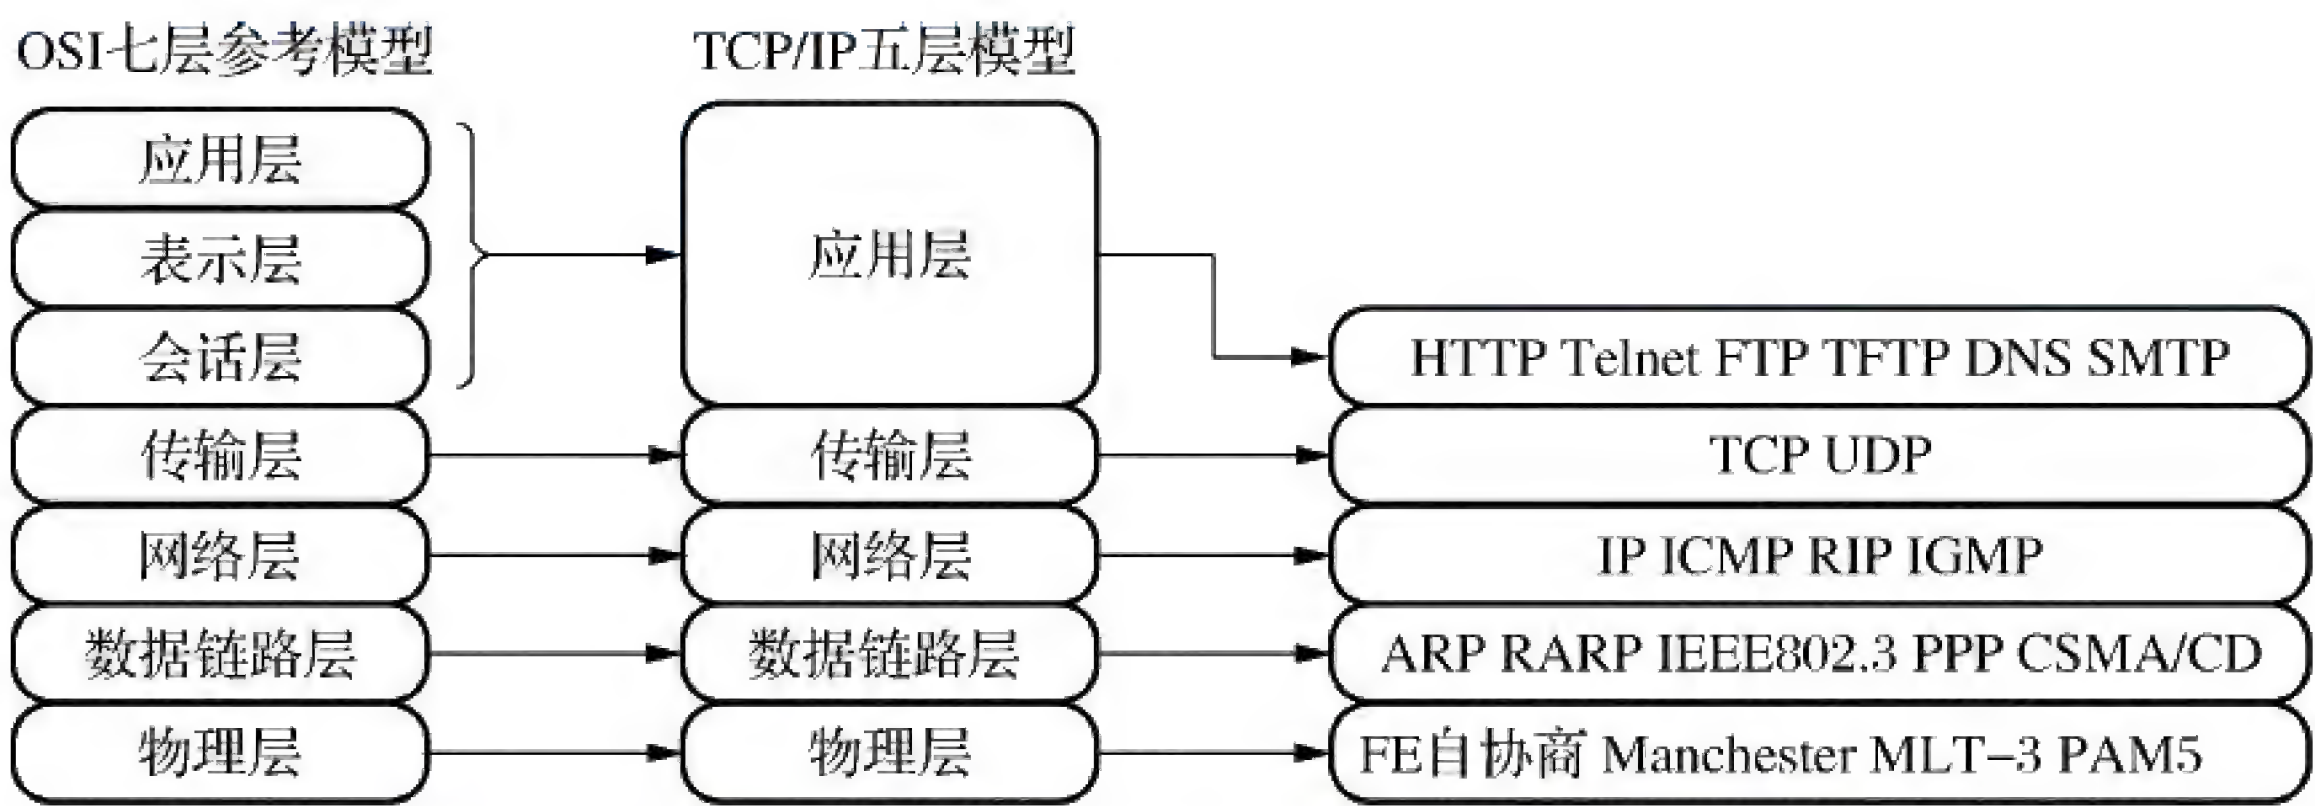 OSI七层参考模型
TCP/IP五层模型
应用层
表示层
会话层
传输层
网络层
数据链路层
物理层
应用层
传输层
网络层
数据链路层
物理层
HTTP Telnet FTP TFTP DNS SMTP
TCP UDP
IP ICMP RIP IGMP
ARP RARP IEEE802.3 PPP CSMA/CD
FE自协商 Manchester MLT-3 PAM5